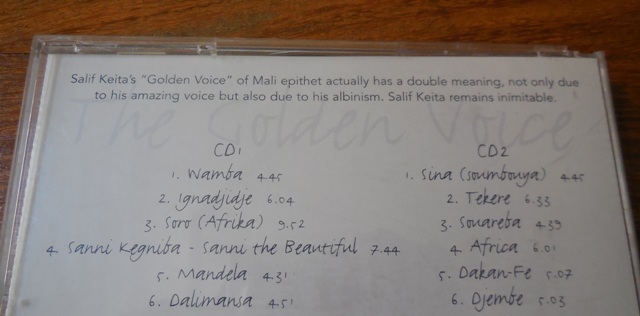 Salif Keita's "Golden Voice" of Mali epithet actually has a double meaning, not only due
to his amazing voice but also due to his albinism. Salif Keita remains inimitable.
The Golden Voice
CD1
1. Wamba 4.45
2. Ignadjidje 6.04
3. Soro (Afrika) 9.52
4 Sanni Kegniba - Sanni the Beautiful 7.44
5. Mandela 4.31
6. Dalimansa 4.51
CD2
1. Sina (soumbouya) 4.45
2. Tekere 6.33
3. Souareba 4.39
4. Africa 6.01
5. Dakan-Fe 5.07
6. Djembe 5.03